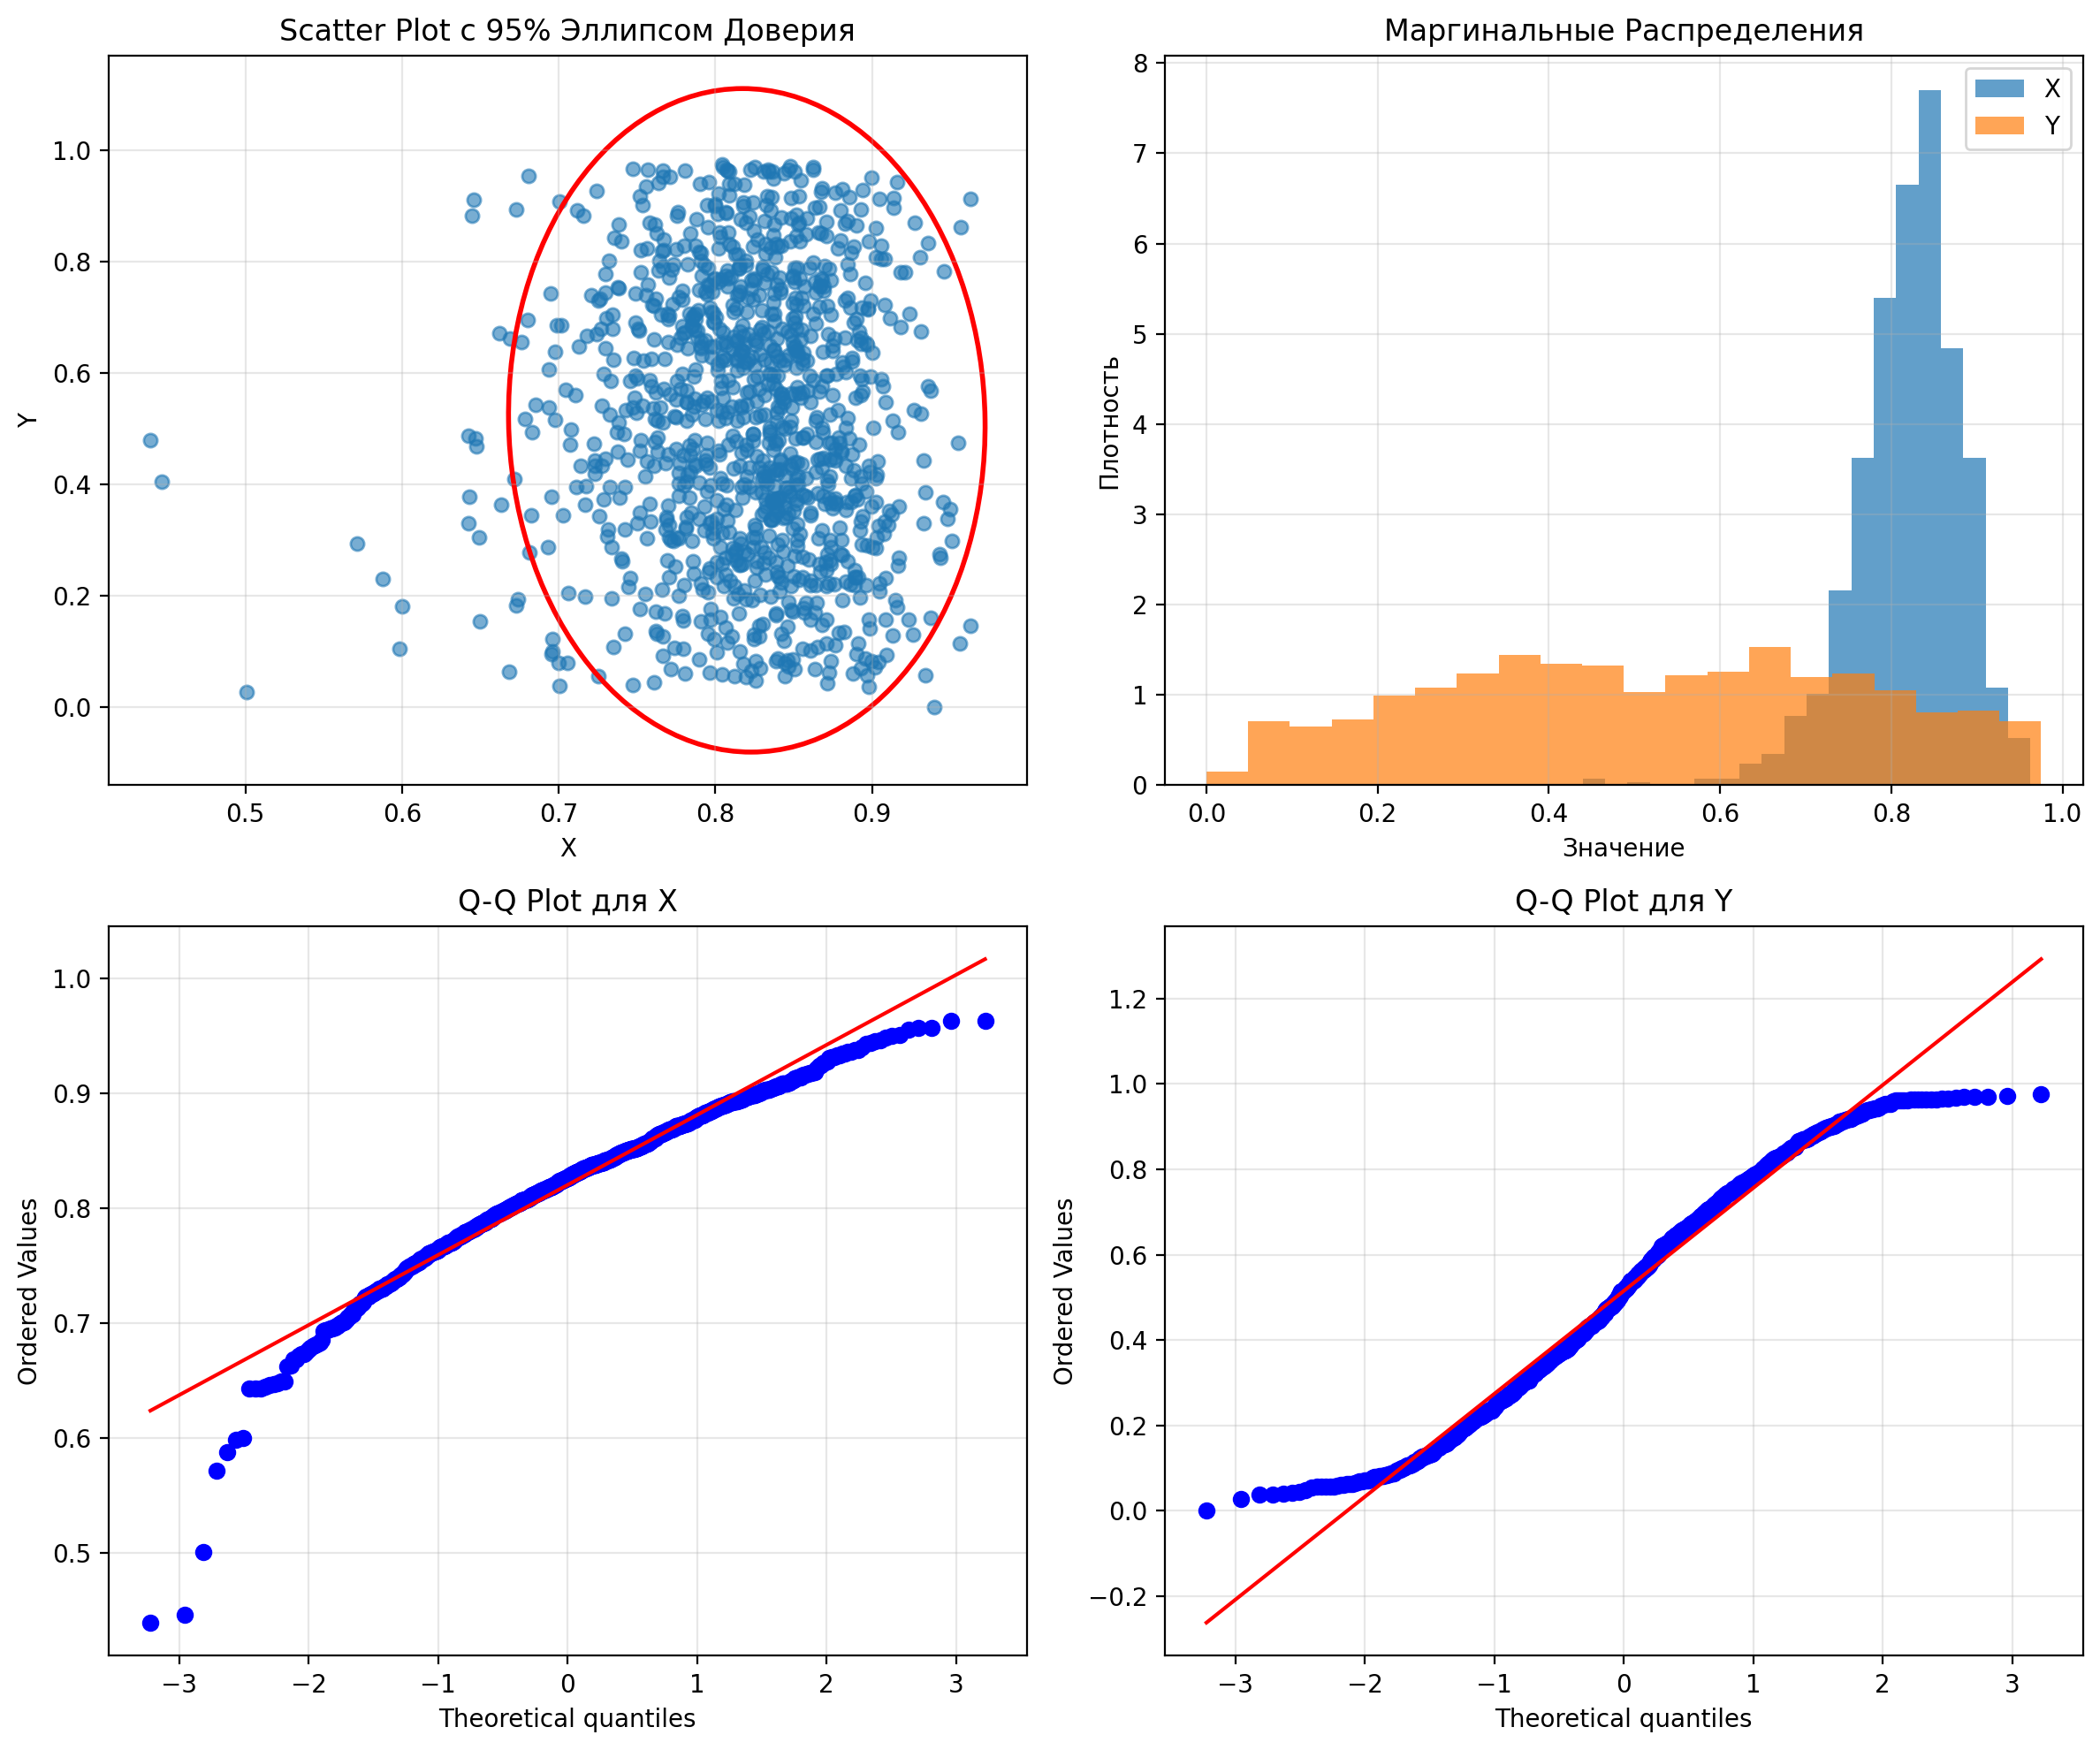 Scatter Plot с 95% Эллипсом Доверия
1.0
0.8
0.6
0.4
0.2
0.0
Y
0.5 0.6 0.7 0.8 0.9
X
Маргинальные Распределения
X
Y
8
7
6
5
4
3
2
1
0
Плотность
0.0 0.2 0.4 0.6 0.8 1.0
Значение
Q-Q Plot для X
1.0
0.9
0.8
0.7
0.6
0.5
Ordered Values
−3 −2 −1 0 1 2 3
Theoretical quantiles
Q-Q Plot для Y
1.2
1.0
0.8
0.6
0.4
0.2
0.0
−0.2
Ordered Values
−3 −2 −1 0 1 2 3
Theoretical quantiles